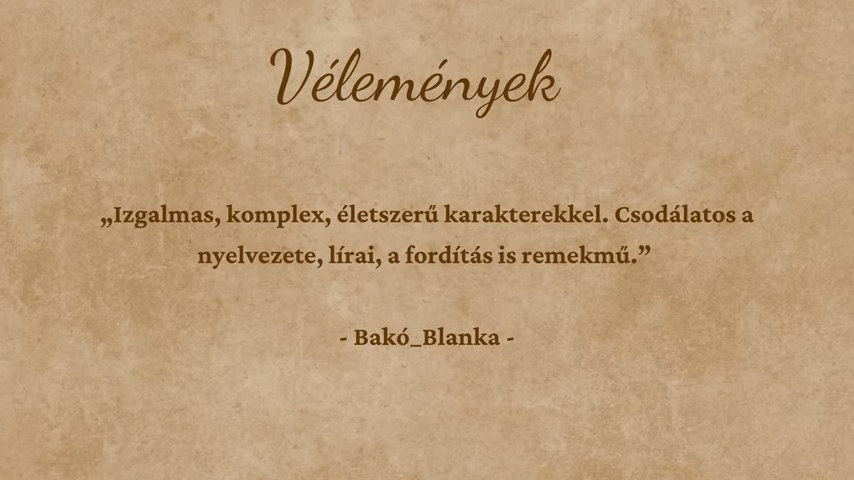 Vélemények
„Izgalmas, komplex, életszerű karakterekkel. Csodálatos a
nyelvezete, lírai, a fordítás is remekmű.”
- Bakó_Blanka -